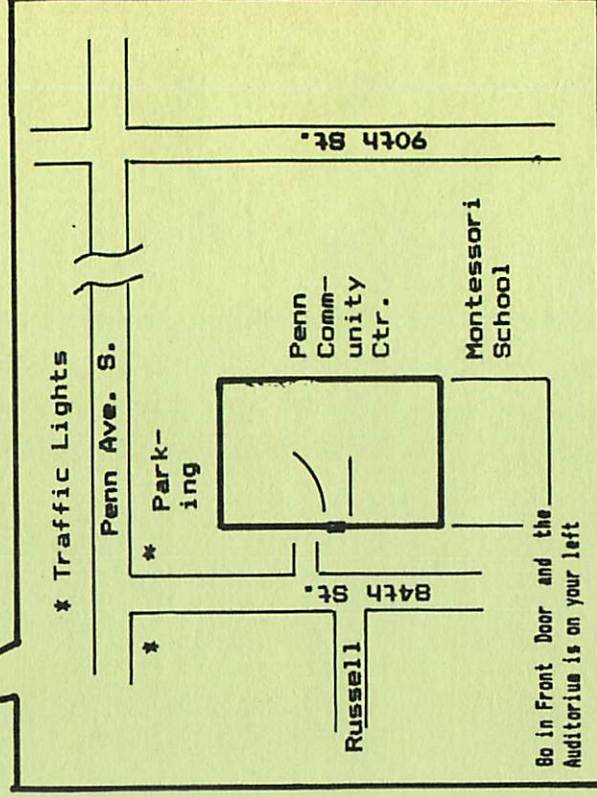 * Traffic Lights
Penn Ave. S.
*
*
Park-
ing
90th St.
Penn
Comm-
unity
Ctr.
84th St.
Russell
Montessori
School
Go in Front Door and the
Auditorium is on your left